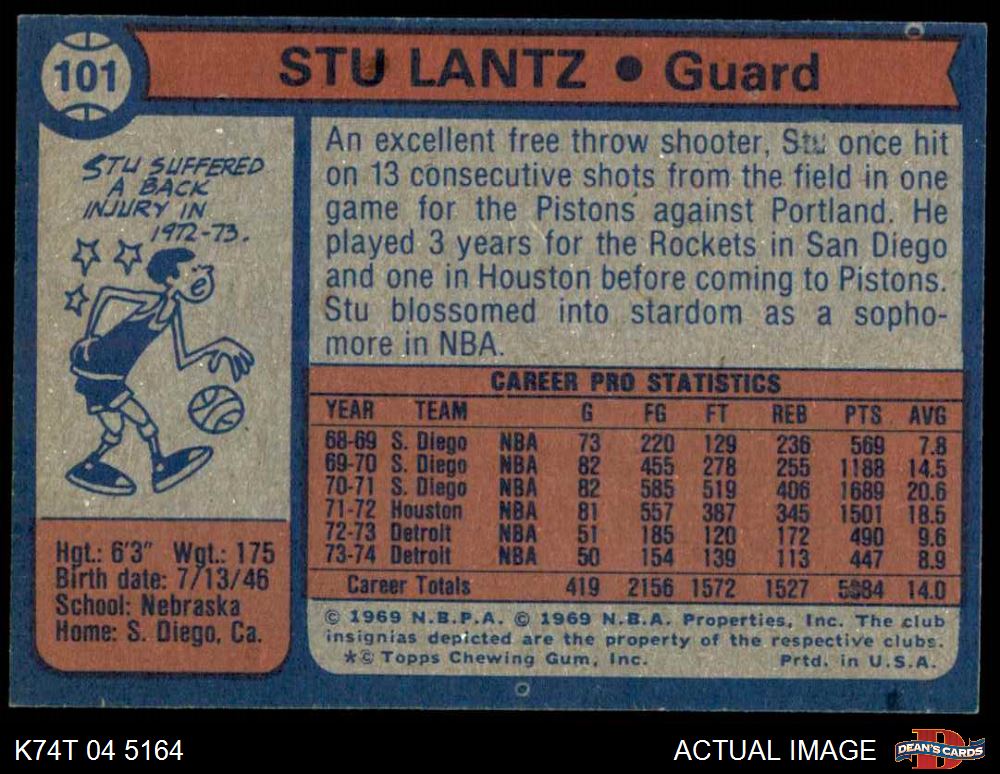 101
STU LANTZ • Guard
STU SUFFERED
A BACK
INJURY IN
1972-73.
An excellent free throw shooter, Stu once hit
on 13 consecutive shots from the field in one
game for the Pistons against Portland. He
played 3 years for the Rockets in San Diego
and one in Houston before coming to Pistons.
Stu blossomed into stardom as a sopho-
more in NBA.
CAREER PRO STATISTICS
YEAR TEAM G FG FT REB PTS AVG
68-69 S. Diego NBA 73 220 129 236 569 7.8
69-70 S. Diego NBA 82 455 278 255 1188 14.5
70-71 S. Diego NBA 82 585 519 406 1689 20.6
71-72 Houston NBA 81 557 387 345 1501 18.5
72-73 Detroit NBA 51 185 120 172 490 9.6
73-74 Detroit NBA 50 154 139 113 447 8.9
Career Totals 419 2156 1572 1527 5884 14.0
Hgt.: 6'3" Wgt.: 175
Birth date: 7/13/46
School: Nebraska
Home: S. Diego, Ca.
© 1969 N.B.P.A. © 1969 N.B.A. Properties, Inc. The club
insignias depicted are the property of the respective clubs.
*© Topps Chewing Gum, Inc. Prtd. in U.S.A.
K74T 04 5164
ACTUAL IMAGE
DEAN'S CARDS